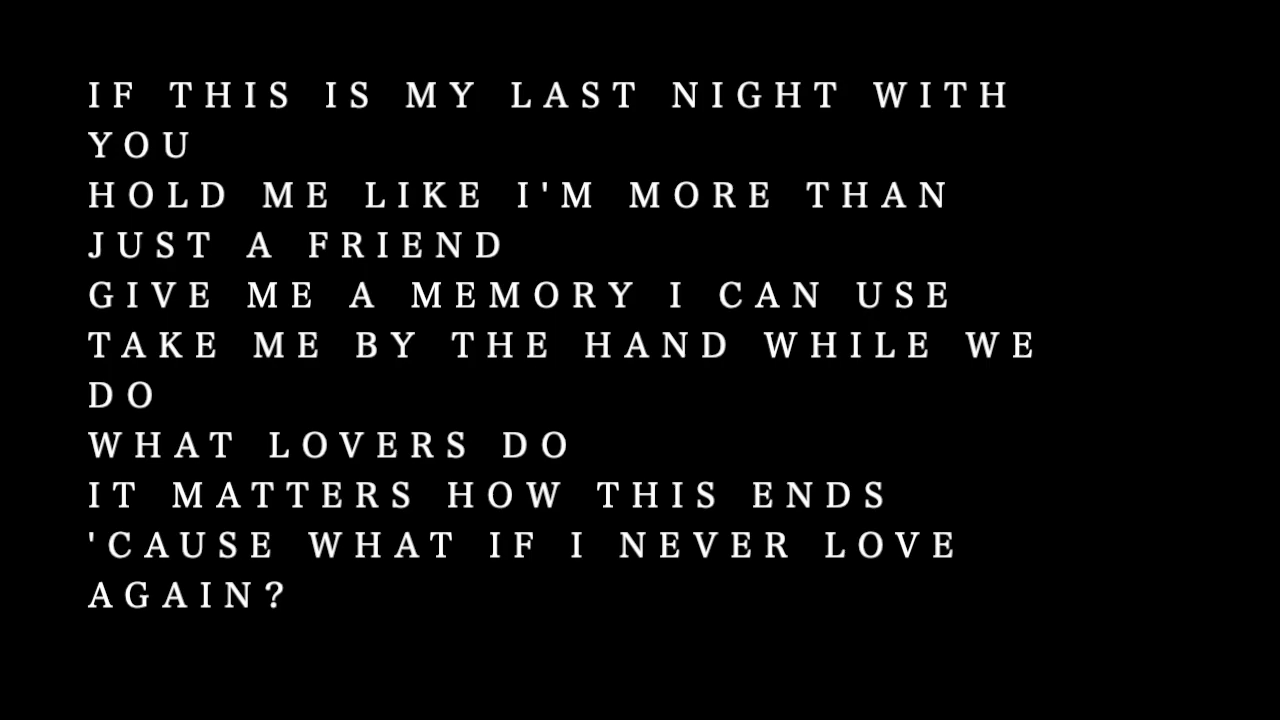 IF THIS IS MY LAST NIGHT WITH
YOU
HOLD ME LIKE I'M MORE THAN
JUST A FRIEND
GIVE ME A MEMORY I CAN USE
TAKE ME BY THE HAND WHILE WE
DO
WHAT LOVERS DO
IT MATTERS HOW THIS ENDS
'CAUSE WHAT IF I NEVER LOVE
AGAIN?